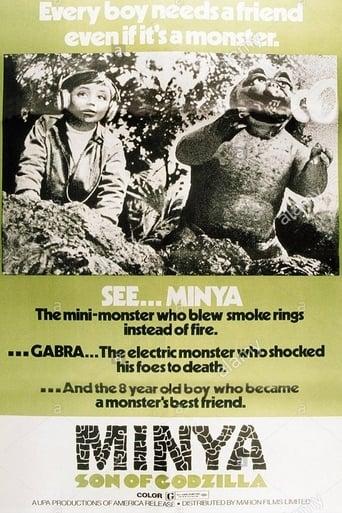 Every boy needs a friend
even if it's a monster.
SEE... MINYA
The mini-monster who blew smoke rings
instead of fire.
...GABRA...The electric monster who shocked
his foes to death.
...And the 8 year old boy who became
a monster's best friend.
MINYA
SON OF GODZILLA
COLOR G
A UPA PRODUCTIONS OF AMERICA RELEASE • DISTRIBUTED BY MARON FILMS LIMITED